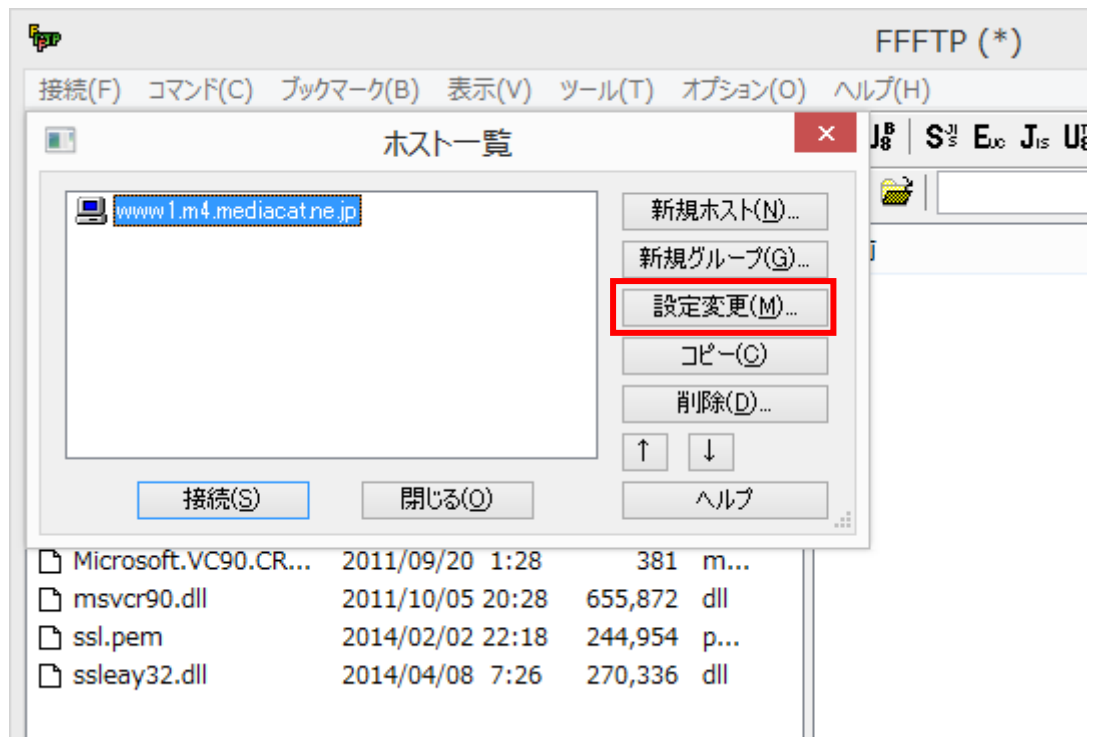 FFFTP (*)
接続(F) コマンド(C) ブックマーク(B) 表示(V) ツール(T) オプション(O) ヘルプ(H)
ホスト一覧
www1.m4.mediacat.ne.jp
新規ホスト(N)...
新規グループ(G)...
設定変更(M)...
コピー(C)
削除(D)...
↑ ↓
接続(S) 閉じる(O) ヘルプ
Microsoft.VC90.CR... 2011/09/20 1:28 381 m...
msvcr90.dll 2011/10/05 20:28 655,872 dll
ssl.pem 2014/02/02 22:18 244,954 p...
ssleay32.dll 2014/04/08 7:26 270,336 dll